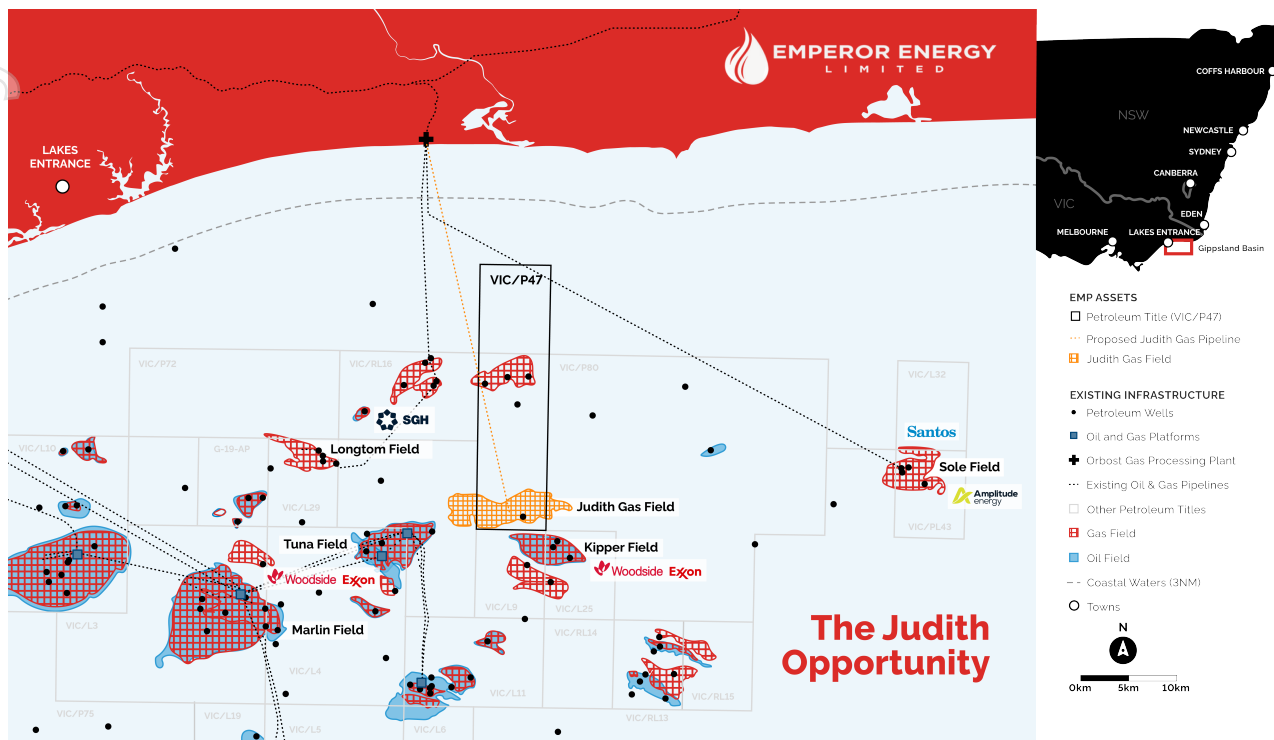 EMPEROR ENERGY
LIMITED
LAKES
ENTRANCE
VIC/P47
VIC/P72
VIC/RL16
VIC/P80
VIC/L32
SGH
Santos
VIC/L10
G-19-AP
Longtom Field
Sole Field
Amplitude
energy
VIC/L29
Judith Gas Field
VIC/PL43
Tuna Field
Kipper Field
Woodside
Exxon
Woodside
Exxon
VIC/L9
VIC/L25
VIC/L3
Marlin Field
VIC/RL14
The Judith
Opportunity
VIC/L4
VIC/L11
VIC/RL15
VIC/P75
VIC/L19
VIC/RL13
VIC/L5
VIC/L6
COFFS HARBOUR
NSW
NEWCASTLE
SYDNEY
CANBERRA
VIC
EDEN
MELBOURNE
LAKES ENTRANCE
Gippsland Basin
EMP ASSETS
Petroleum Title (VIC/P47)
Proposed Judith Gas Pipeline
Judith Gas Field
EXISTING INFRASTRUCTURE
Petroleum Wells
Oil and Gas Platforms
Orbost Gas Processing Plant
Existing Oil & Gas Pipelines
Other Petroleum Titles
Gas Field
Oil Field
Coastal Waters (3NM)
Towns
N
0km 5km 10km